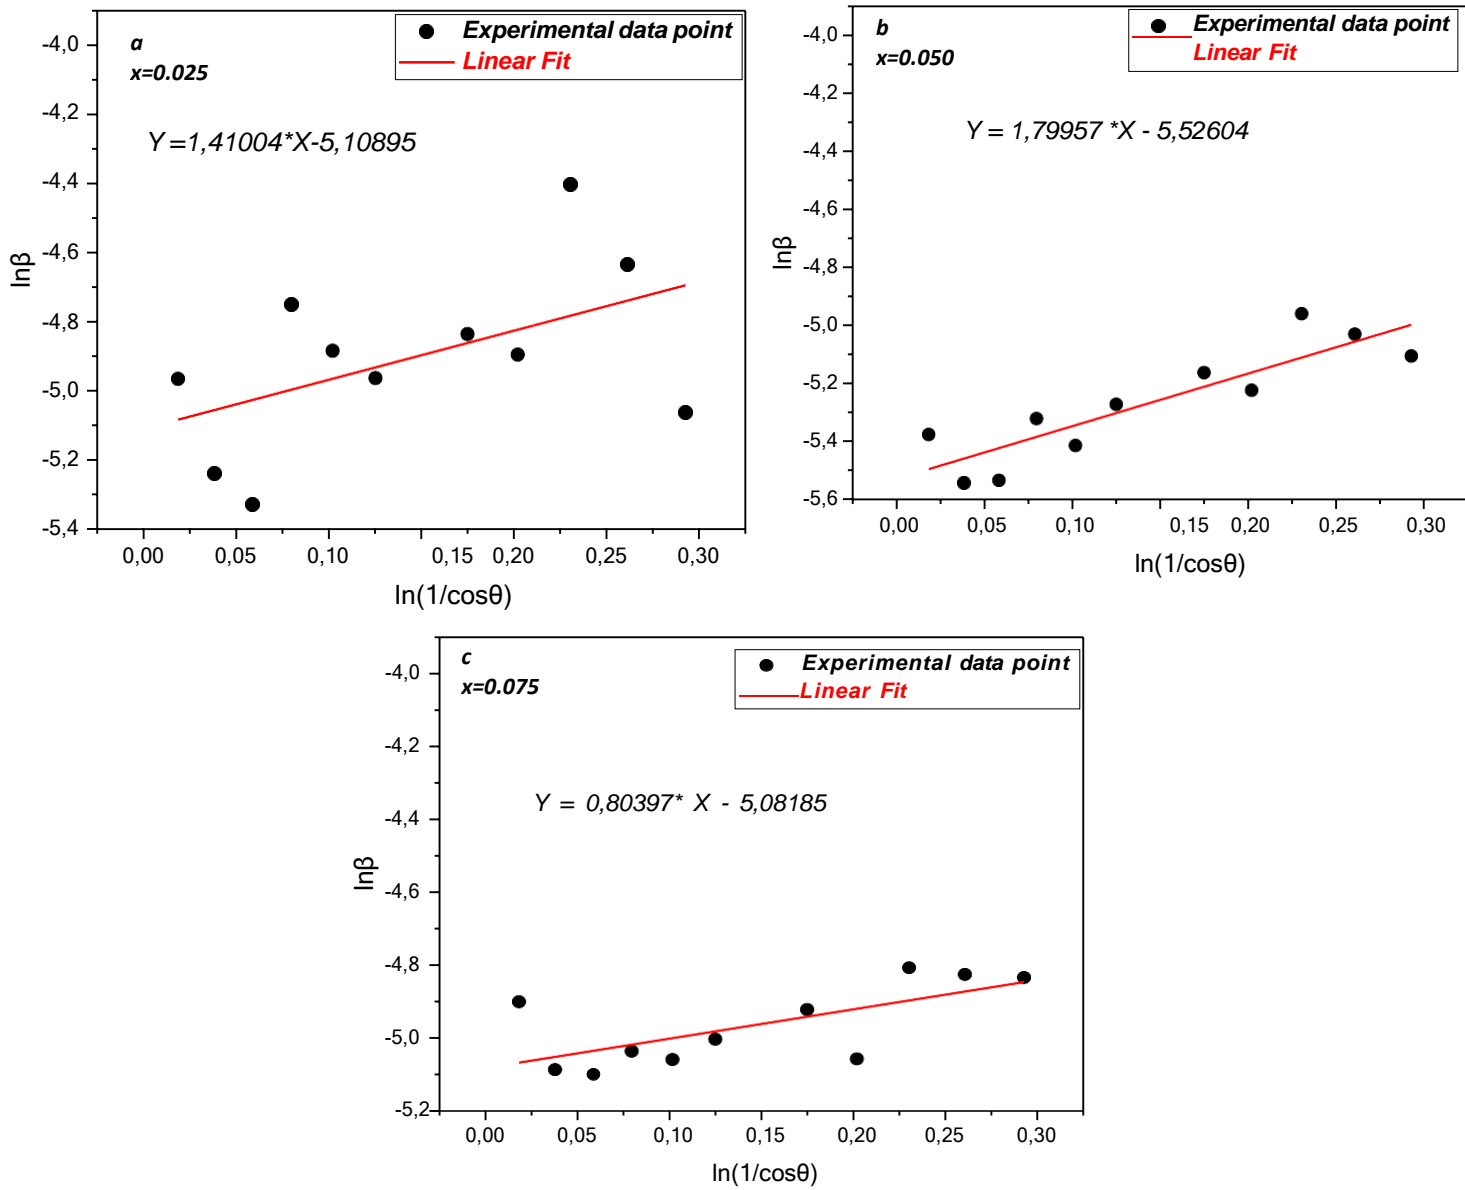 a
x=0.025
Experimental data point
Linear Fit
Y =1,41004*X-5,10895
-4,0
-4,2
-4,4
-4,6
-4,8
-5,0
-5,2
-5,4
lnβ
0,00 0,05 0,10 0,15 0,20 0,25 0,30
ln(1/cosθ)
b
x=0.050
Experimental data point
Linear Fit
Y = 1,79957 *X - 5,52604
-4,0
-4,2
-4,4
-4,6
-4,8
-5,0
-5,2
-5,4
-5,6
lnβ
0,00 0,05 0,10 0,15 0,20 0,25 0,30
ln(1/cosθ)
c
x=0.075
Experimental data point
Linear Fit
Y = 0,80397* X - 5,08185
-4,0
-4,2
-4,4
-4,6
-4,8
-5,0
-5,2
lnβ
0,00 0,05 0,10 0,15 0,20 0,25 0,30
ln(1/cosθ)